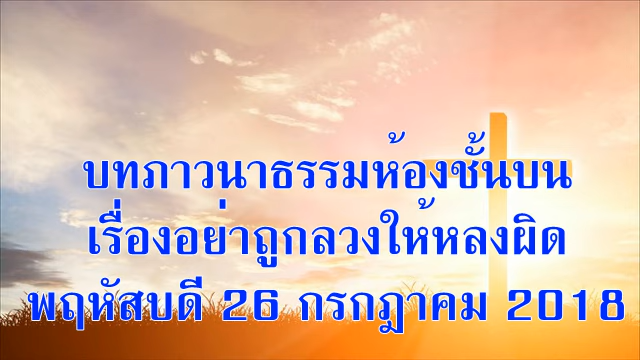 บทภาวนาธรรมห้องชั้นบน
เรื่องอย่าถูกลวงให้หลงผิด
พฤหัสบดี 26 กรกฎาคม 2018